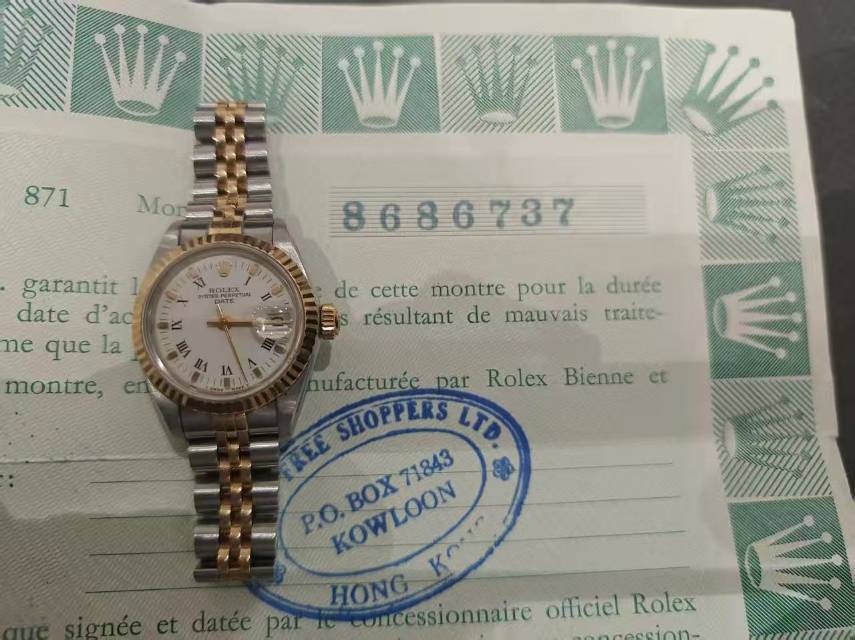 871 Mon
8686737
ROLEX
OYSTER PERPETUAL
DATE
garantit
de cette montre pour la durée
date d'ac
s résultant de mauvais traite-
me que la
montre, en
nufacturée par Rolex Bienne et
FREE SHOPPERS LTD.
P.O. BOX 71843
KOWLOON
HONG KONG
que signée et datée par le concessionnaire officiel Rolex